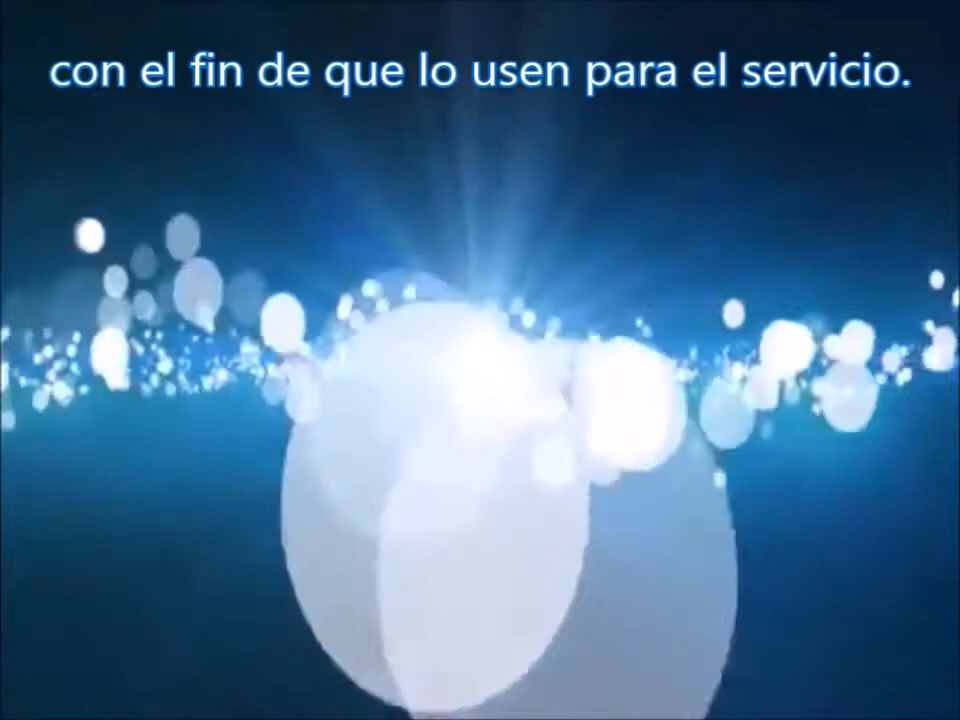 con el fin de que lo usen para el servicio.